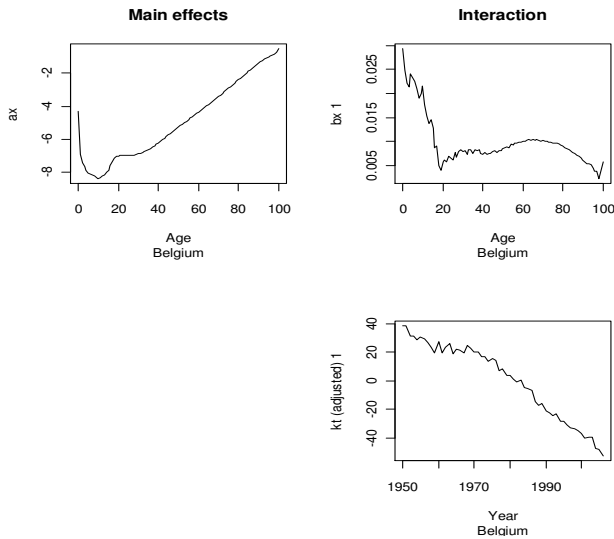 Main effects
ax
-2
-4
-6
-8
0 20 40 60 80 100
Age
Belgium
Interaction
bx 1
0.025
0.015
0.005
0 20 40 60 80 100
Age
Belgium
kt (adjusted) 1
40
20
0
-20
-40
1950 1970 1990
Year
Belgium